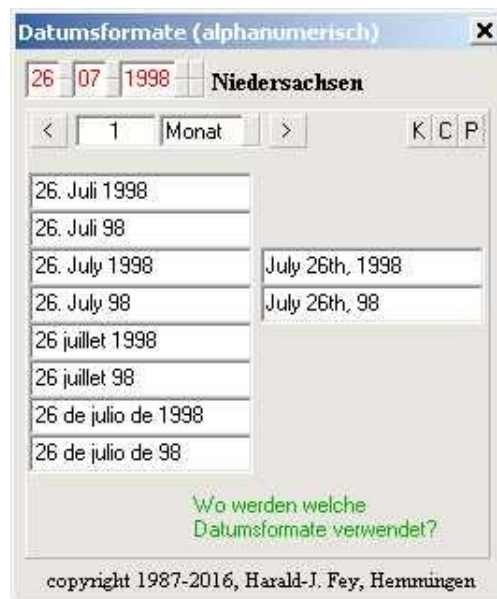 Datumsformate (alphanumerisch)
26 07 1998 Niedersachsen
< 1 Monat > K C P
26. Juli 1998
26. Juli 98
26. July 1998 July 26th, 1998
26. July 98 July 26th, 98
26 juillet 1998
26 juillet 98
26 de julio de 1998
26 de julio de 98
Wo werden welche
Datumsformate verwendet?
copyright 1987-2016, Harald-J. Fey, Hemmingen